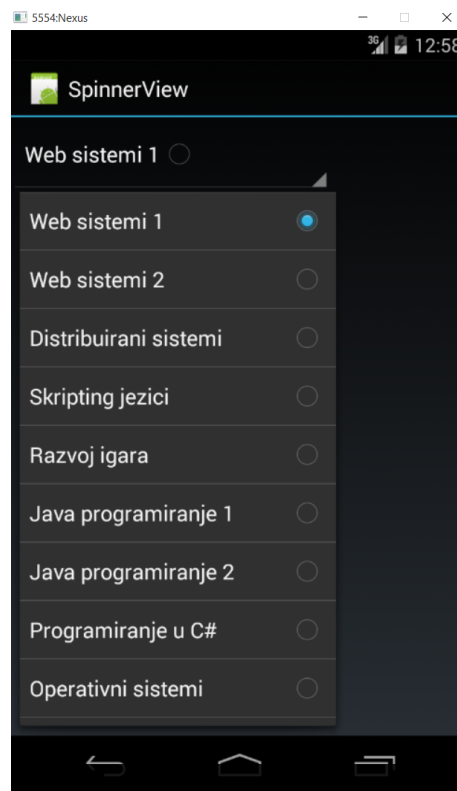 5554:Nexus
3G 12:58
SpinnerView
Web sistemi 1
Web sistemi 1
Web sistemi 2
Distribuirani sistemi
Skripting jezici
Razvoj igara
Java programiranje 1
Java programiranje 2
Programiranje u C#
Operativni sistemi